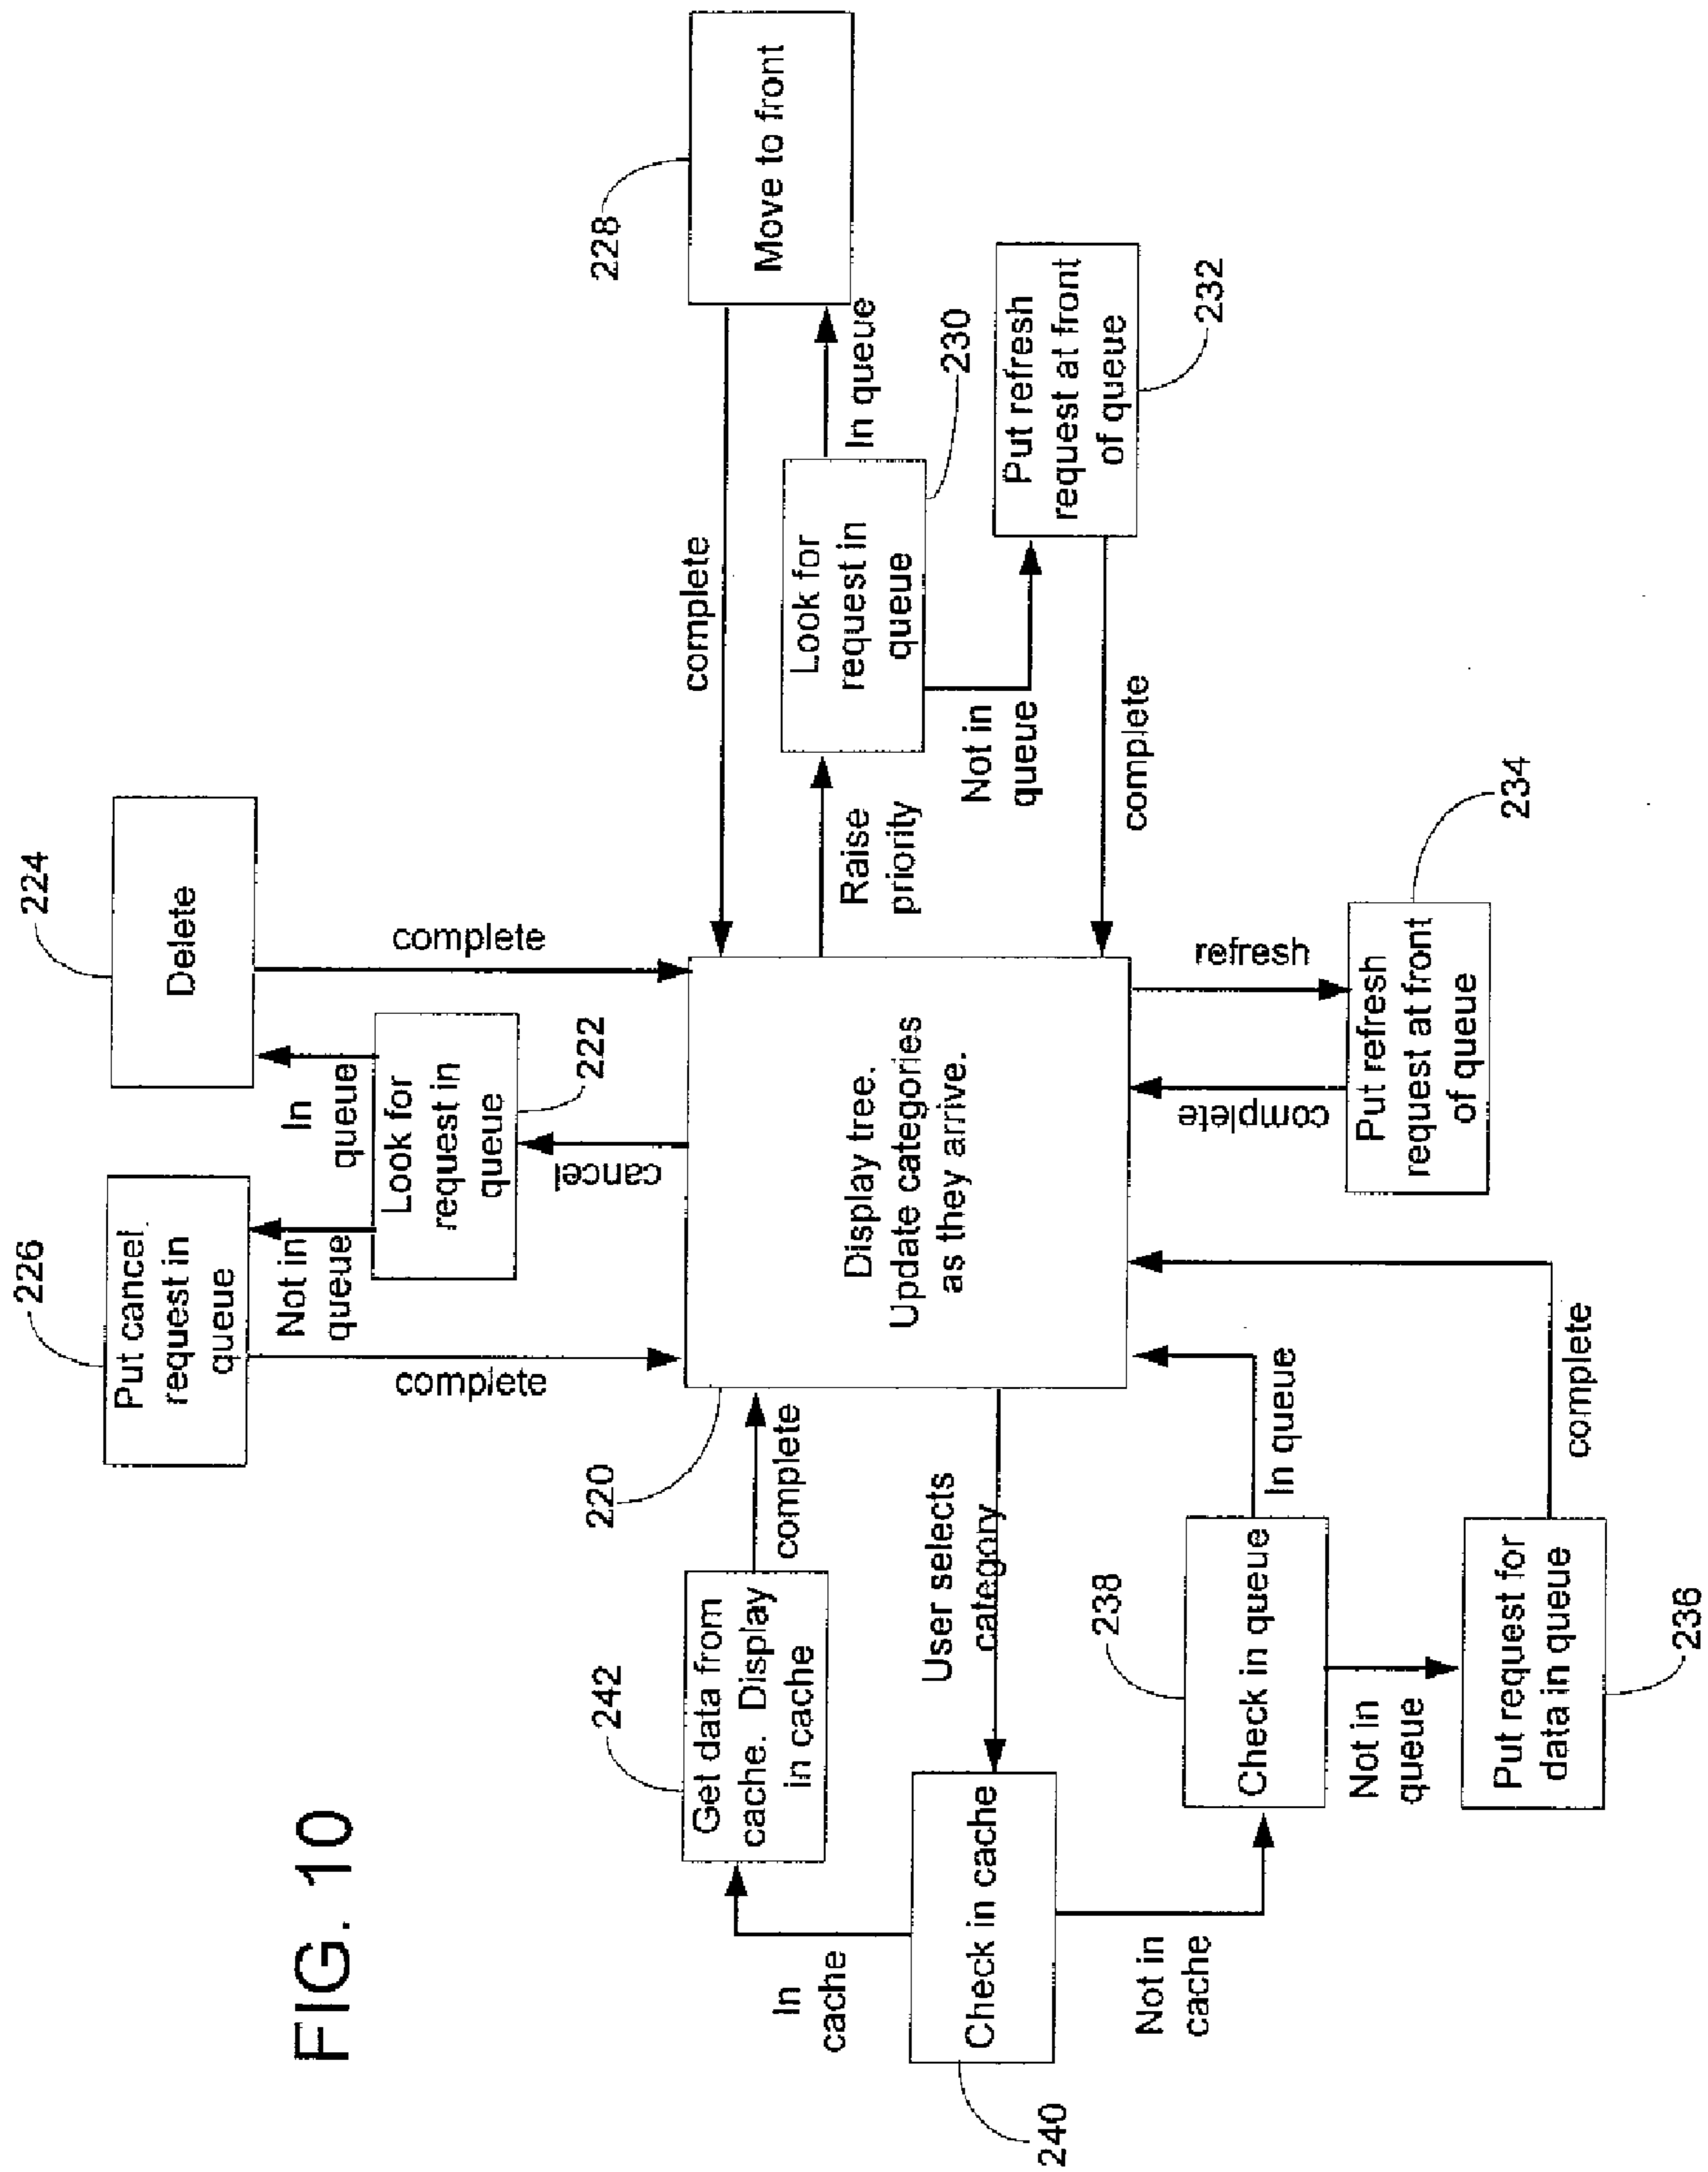 FIG. 10
226
Put cancel
request in
queue
224
Delete
Not in
queue
In
queue
complete
complete
Look for
request in
queue
222
cancel
242
Get data from
cache. Display
in cache
complete
220
Display tree.
Update categories
as they arrive.
complete
228
Move to front
Raise
priority
Look for
request in
queue
In queue
230
Not in
queue
Put refresh
request at front
of queue
232
complete
In
cache
User selects
category
240
Check in cache
Not in
cache
238
Check in queue
In queue
Not in
queue
Put request for
data in queue
236
complete
complete
refresh
Put refresh
request at front
of queue
234